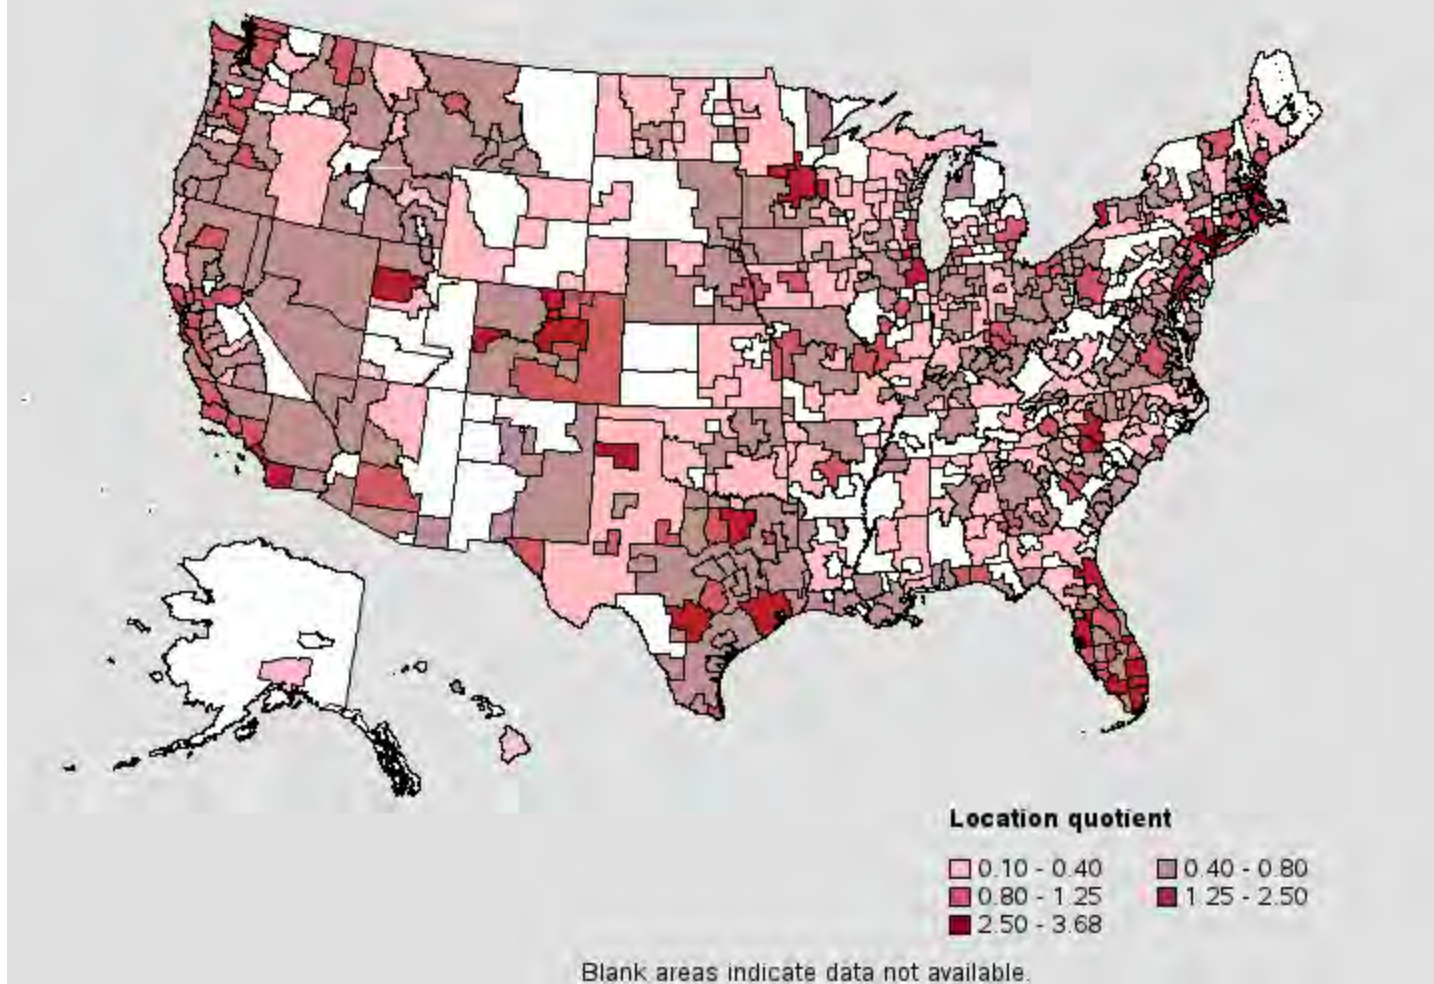 Location quotient
0.10 - 0.40 0.40 - 0.80
0.80 - 1.25 1.25 - 2.50
2.50 - 3.68
Blank areas indicate data not available.